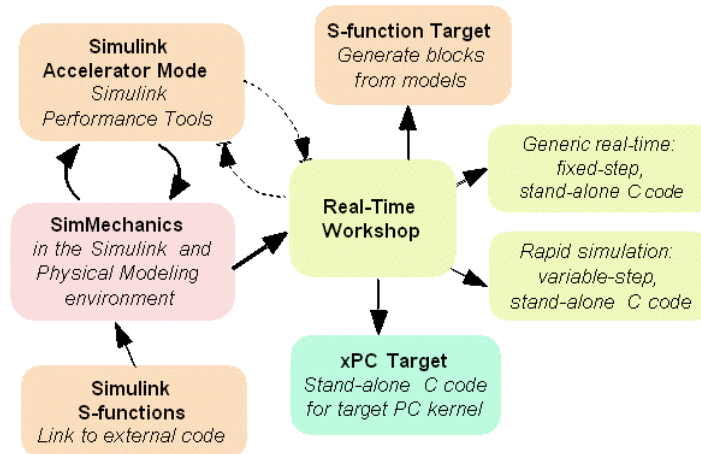 Simulink
Accelerator Mode
Simulink
Performance Tools
S-function Target
Generate blocks
from models
Generic real-time:
fixed-step,
stand-alone C code
SimMechanics
in the Simulink and
Physical Modeling
environment
Real-Time
Workshop
Rapid simulation:
variable-step,
stand-alone C code
Simulink
S-functions
Link to external code
xPC Target
Stand-alone C code
for target PC kernel